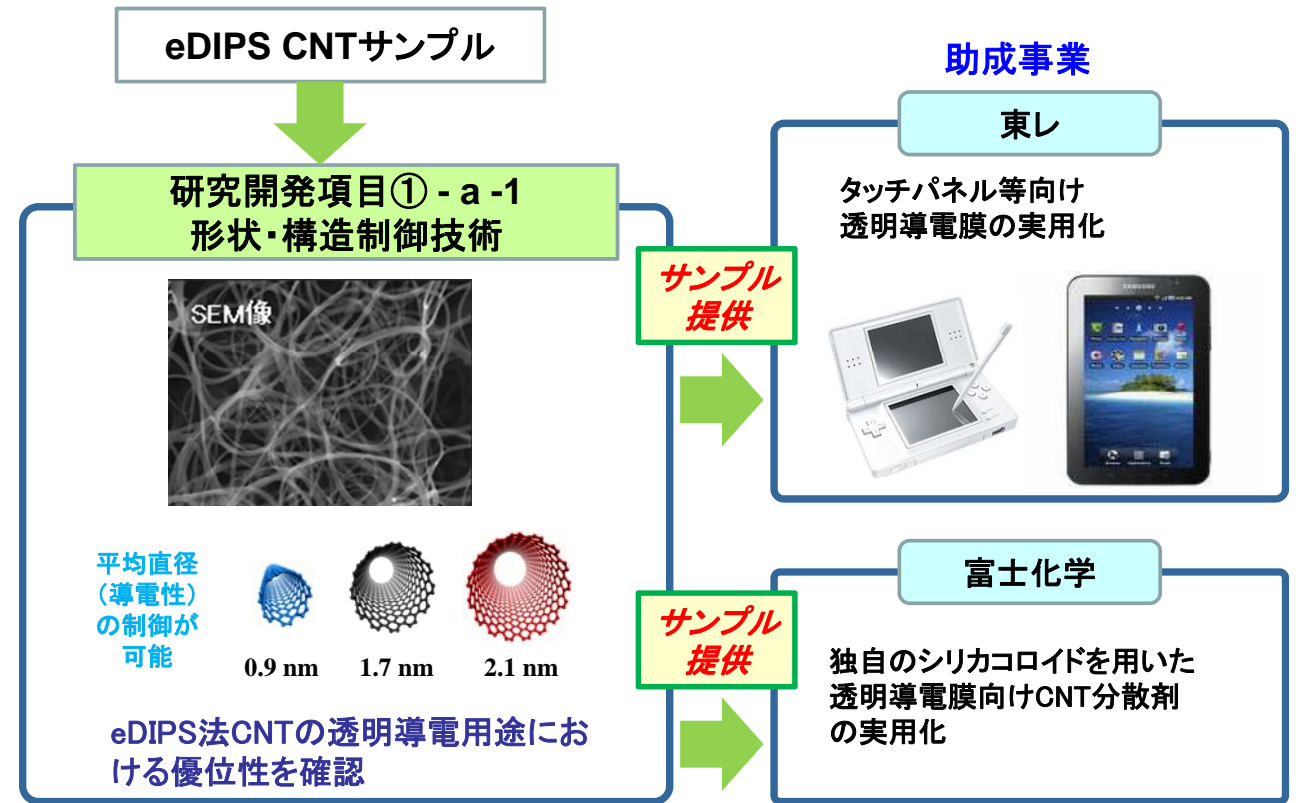 eDIPS CNTサンプル
研究開発項目① - a -1
形状・構造制御技術
SEM像
平均直径
（導電性）
の制御が
可能
0.9 nm
1.7 nm
2.1 nm
eDIPS法CNTの透明導電用途にお
ける優位性を確認
サンプル
提供
サンプル
提供
助成事業
東レ
タッチパネル等向け
透明導電膜の実用化
SAMSUNG
富士化学
独自のシリカコロイドを用いた
透明導電膜向けCNT分散剤
の実用化